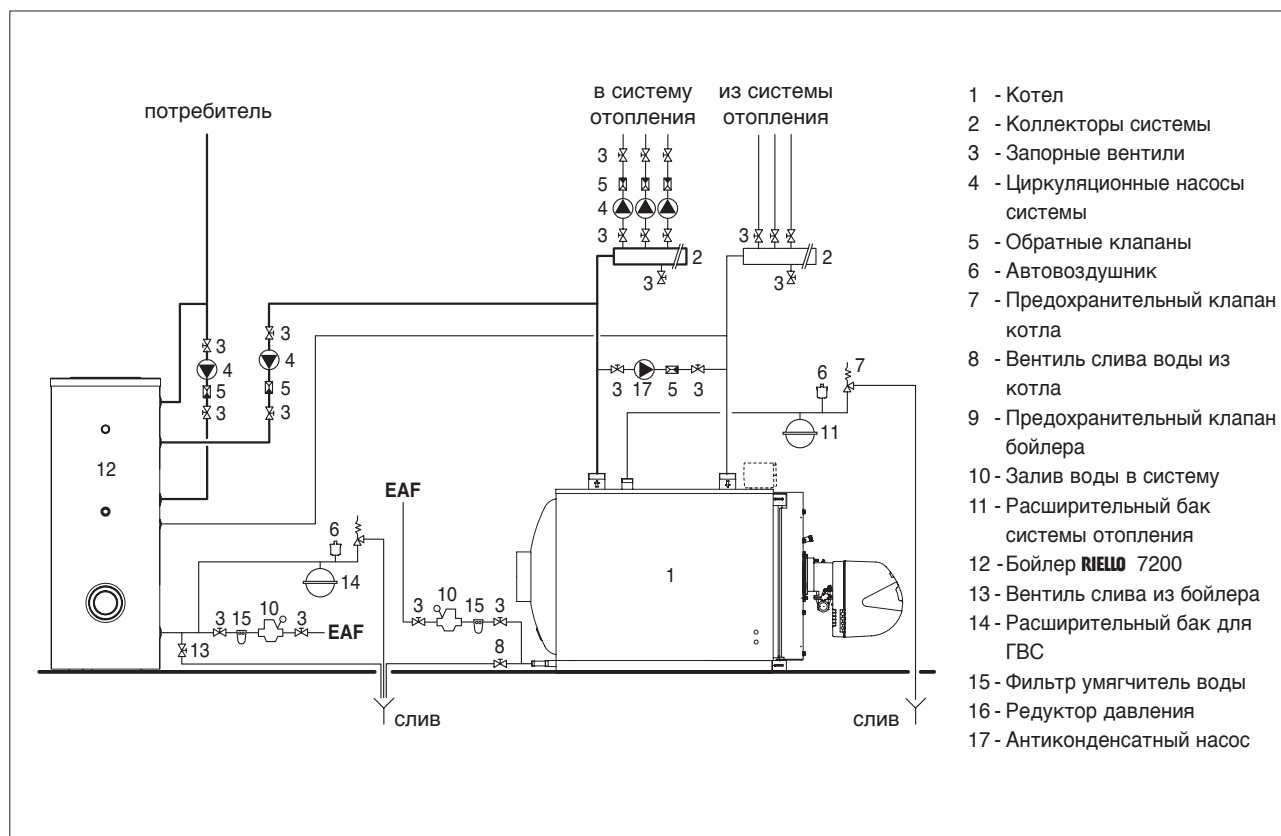 потребитель
в систему
отопления
из системы
отопления
3
5
4
3
2
3
3
2
3
3
4
5
3
3
4
5
3
3
17
5
3
6
7
11
12
EAF
6
14
3
15
10
3
EAF
13
3
10
15
3
8
1
слив
слив
1 - Котел
2 - Коллекторы системы
3 - Запорные вентили
4 - Циркуляционные насосы
системы
5 - Обратные клапаны
6 - Автовоздушник
7 - Предохранительный клапан
котла
8 - Вентиль слива воды из
котла
9 - Предохранительный клапан
бойлера
10 - Залив воды в систему
11 - Расширительный бак
системы отопления
12 - Бойлер RIELLO 7200
13 - Вентиль слива из бойлера
14 - Расширительный бак для
ГВС
15 - Фильтр умягчитель воды
16 - Редуктор давления
17 - Антиконденсатный насос